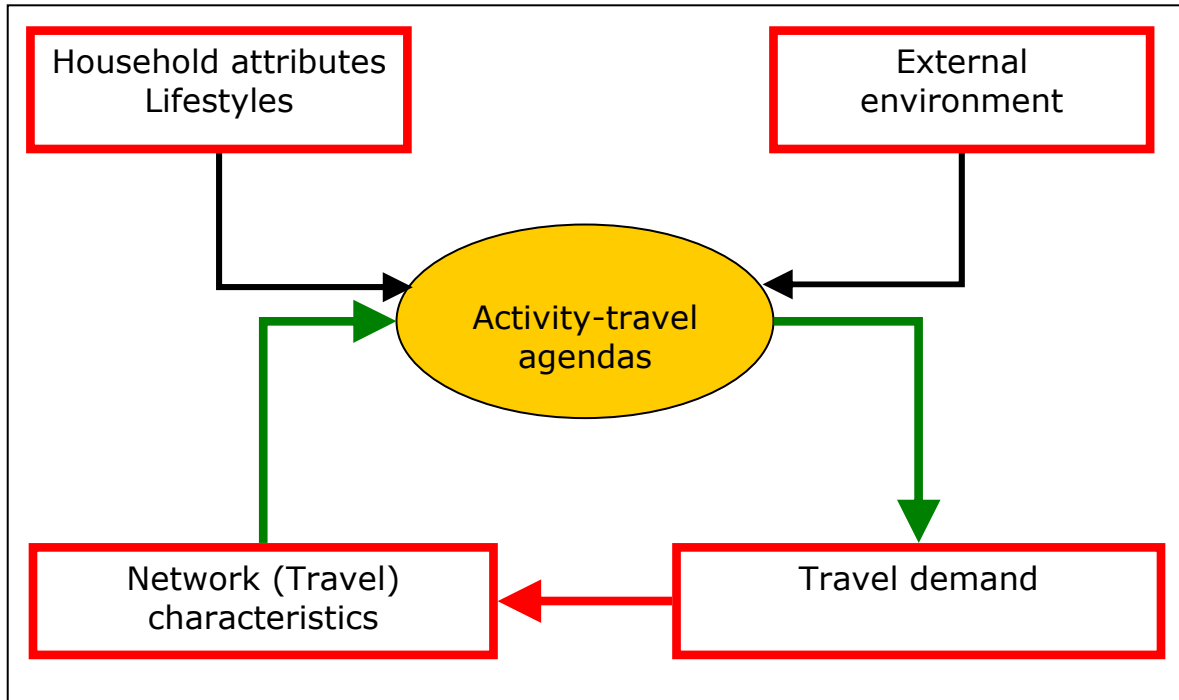 Household attributes
Lifestyles
External
environment
Activity-travel
agendas
Network (Travel)
characteristics
Travel demand